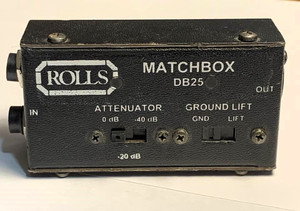 ROLLS
MATCHBOX
DB25
OUT
IN
ATTENUATOR
0 dB -40 dB
-20 dB
GROUND LIFT
GND LIFT